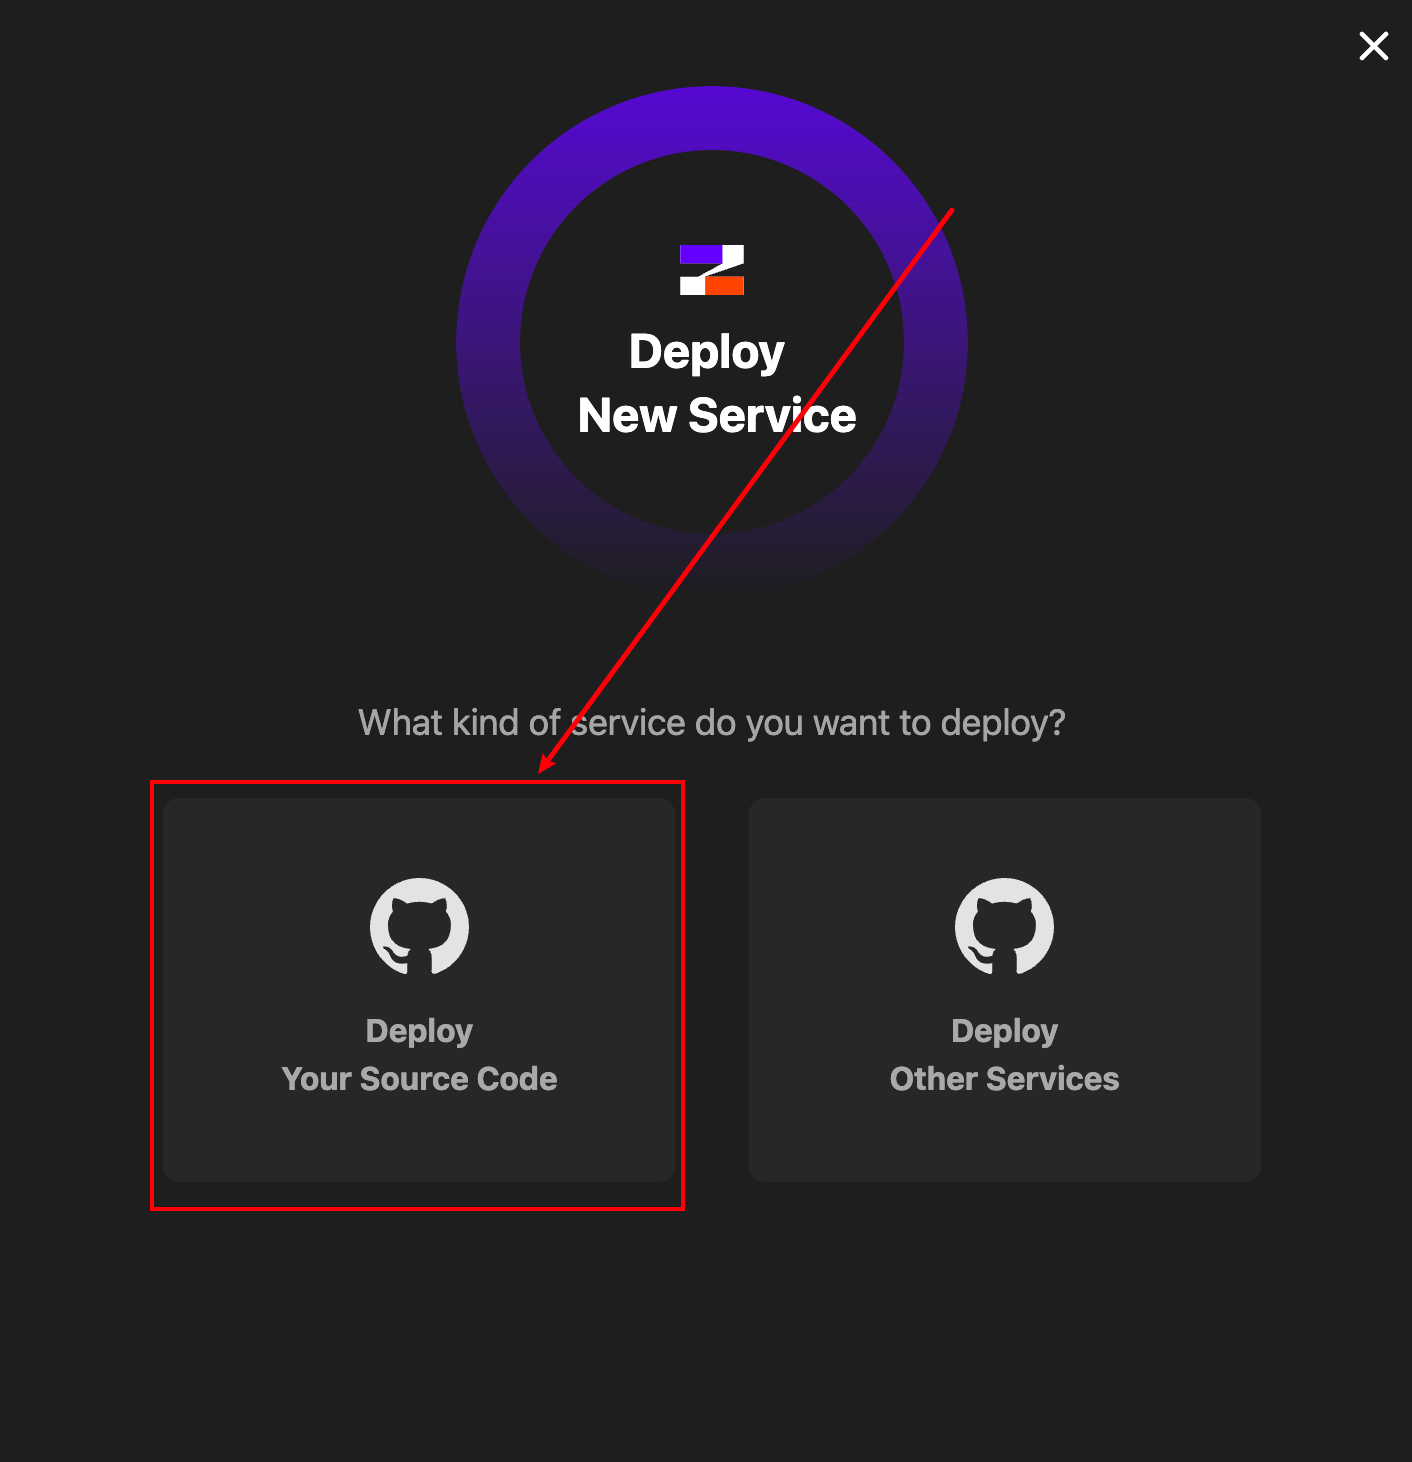 Deploy
New Service
What kind of service do you want to deploy?
Deploy
Your Source Code
Deploy
Other Services